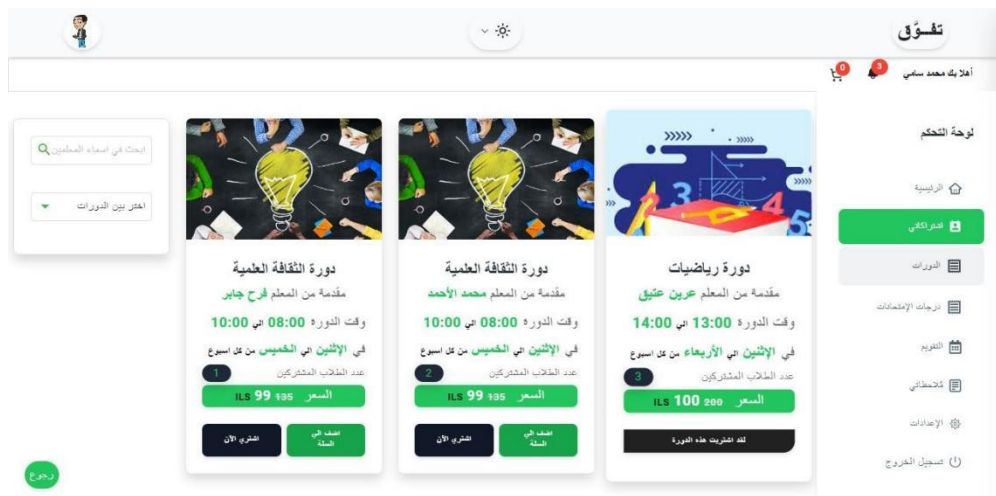 تفــوَّق
أهلا بك محمد سامي
3
0
لوحة التحكم
الرئيسية
اشتراكاتي
الدورات
درجات الإمتحانات
التقويم
مُلاحظاتي
الإعدادات
تسجيل الخروج
دورة رياضيات
مقدمة من المعلم عرين عتيق
وقت الدورة 13:00 الي 14:00
في الإثنين الي الأربعاء من كل اسبوع
عدد الطلاب المشتركين 3
السعر 200 100 ILS
لقد اشتريت هذه الدورة
دورة الثقافة العلمية
مقدمة من المعلم محمد الأحمد
وقت الدورة 08:00 الي 10:00
في الإثنين الي الخميس من كل اسبوع
عدد الطلاب المشتركين 2
السعر 135 99 ILS
اضف الي السلة
اشتري الآن
دورة الثقافة العلمية
مقدمة من المعلم فرح جابر
وقت الدورة 08:00 الي 10:00
في الإثنين الي الخميس من كل اسبوع
عدد الطلاب المشتركين 1
السعر 135 99 ILS
اضف الي السلة
اشتري الآن
ابحث في اسماء المعلمين
اختر بين الدورات
رجوع